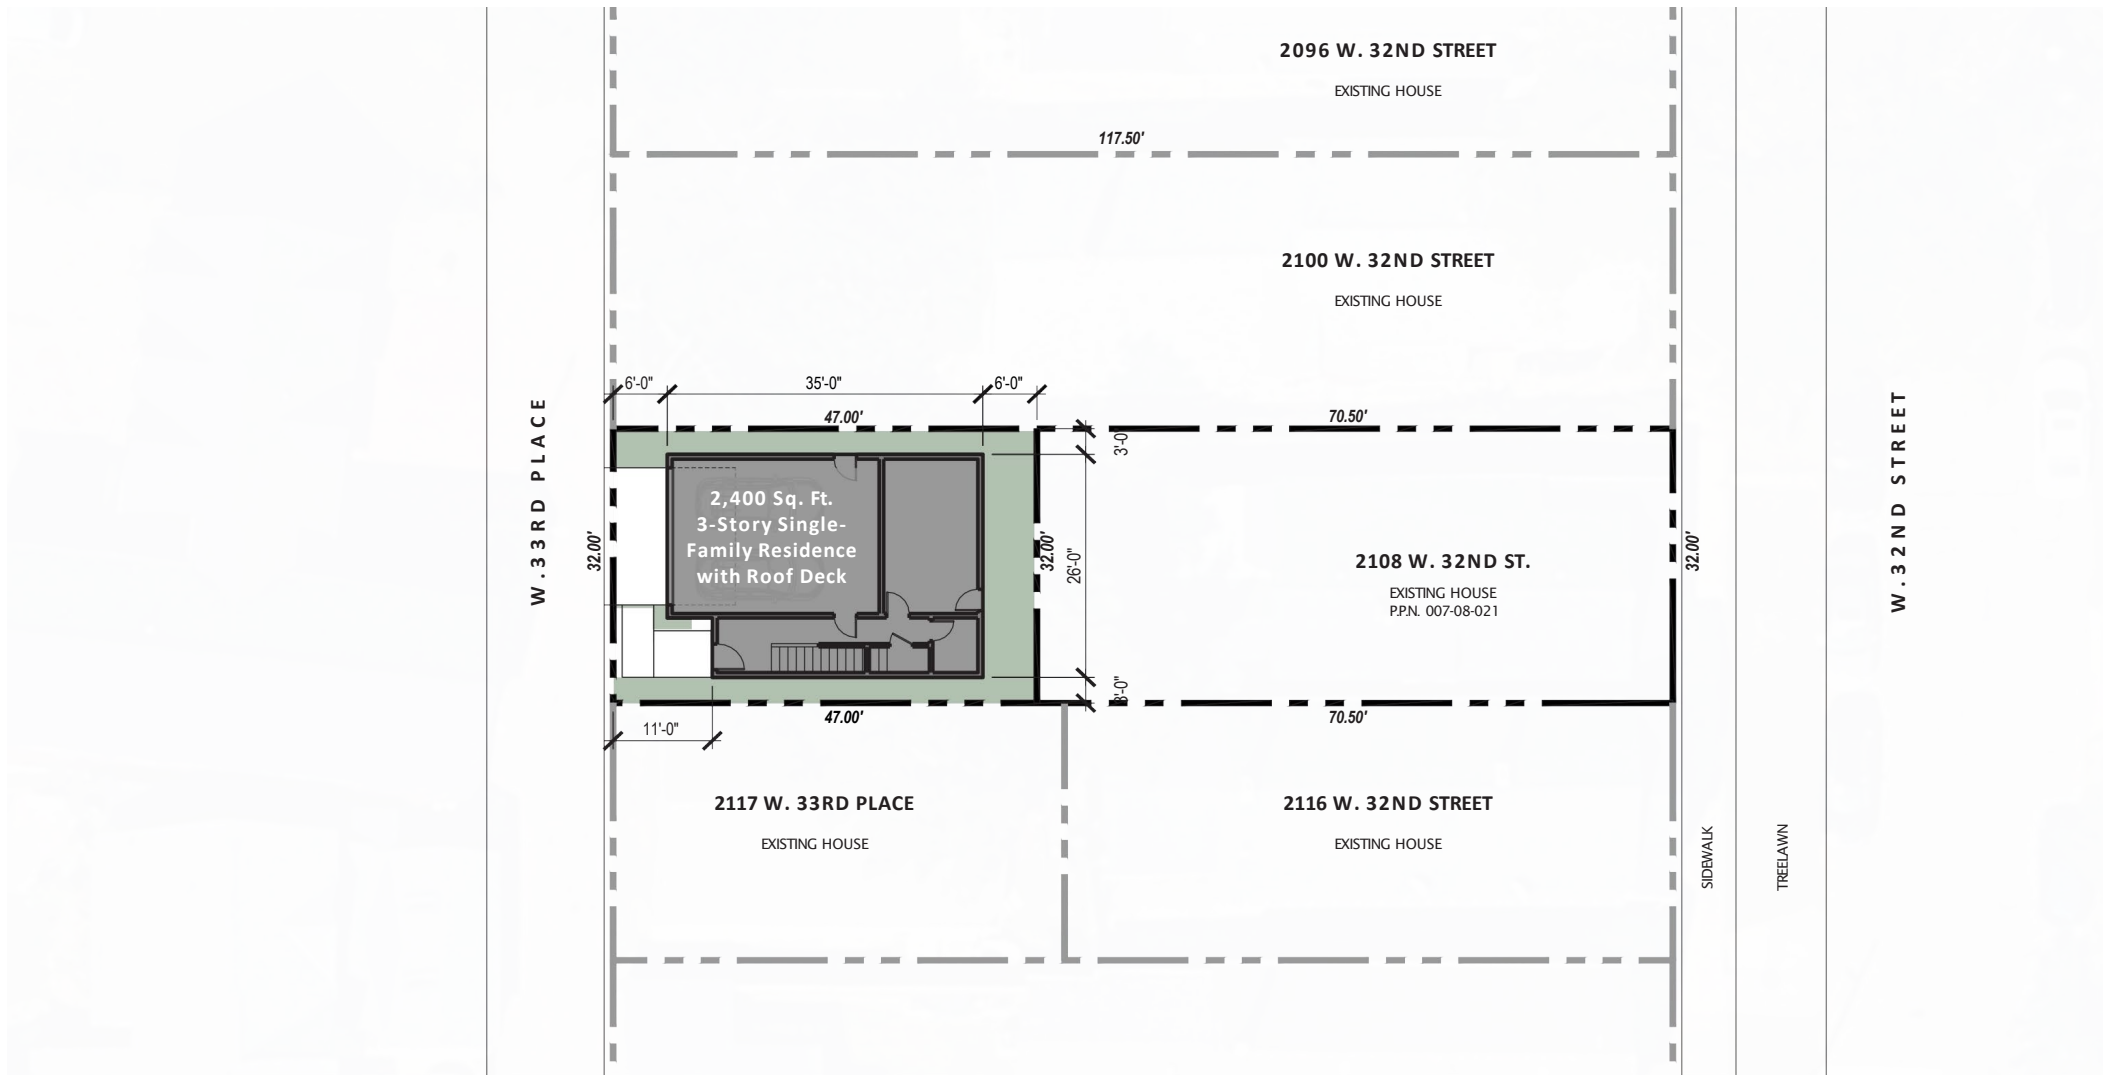 2096 W. 32ND STREET
EXISTING HOUSE
117.50'
2100 W. 32ND STREET
EXISTING HOUSE
6'-0"
35'-0"
6'-0"
47.00'
70.50'
3'-0"
W.33RD PLACE
32.00'
2,400 Sq. Ft.
3-Story Single-
Family Residence
with Roof Deck
32.00'
26'-0"
2108 W. 32ND ST.
EXISTING HOUSE
P.P.N. 007-08-021
32.00'
W.32ND STREET
3'-0"
47.00'
70.50'
11'-0"
2117 W. 33RD PLACE
EXISTING HOUSE
2116 W. 32ND STREET
EXISTING HOUSE
SIDEWALK
TREELAWN